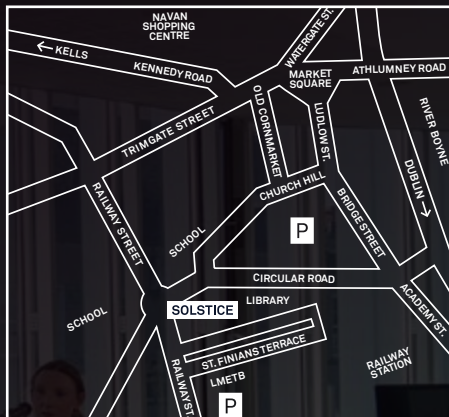 NAVAN
SHOPPING
CENTRE
WATERGATE ST.
← KELLS
KENNEDY ROAD
MARKET
SQUARE
ATHLUMNEY ROAD
TRIMGATE STREET
OLD CORNMARKET
LUDLOW ST.
RIVER BOYNE
DUBLIN →
CHURCH HILL
RAILWAY STREET
BRIDGE STREET
SCHOOL
P
CIRCULAR ROAD
ACADEMY ST.
SOLSTICE
LIBRARY
SCHOOL
ST. FINIANS TERRACE
RAILWAY
STATION
RAILWAY ST.
LMETB
P